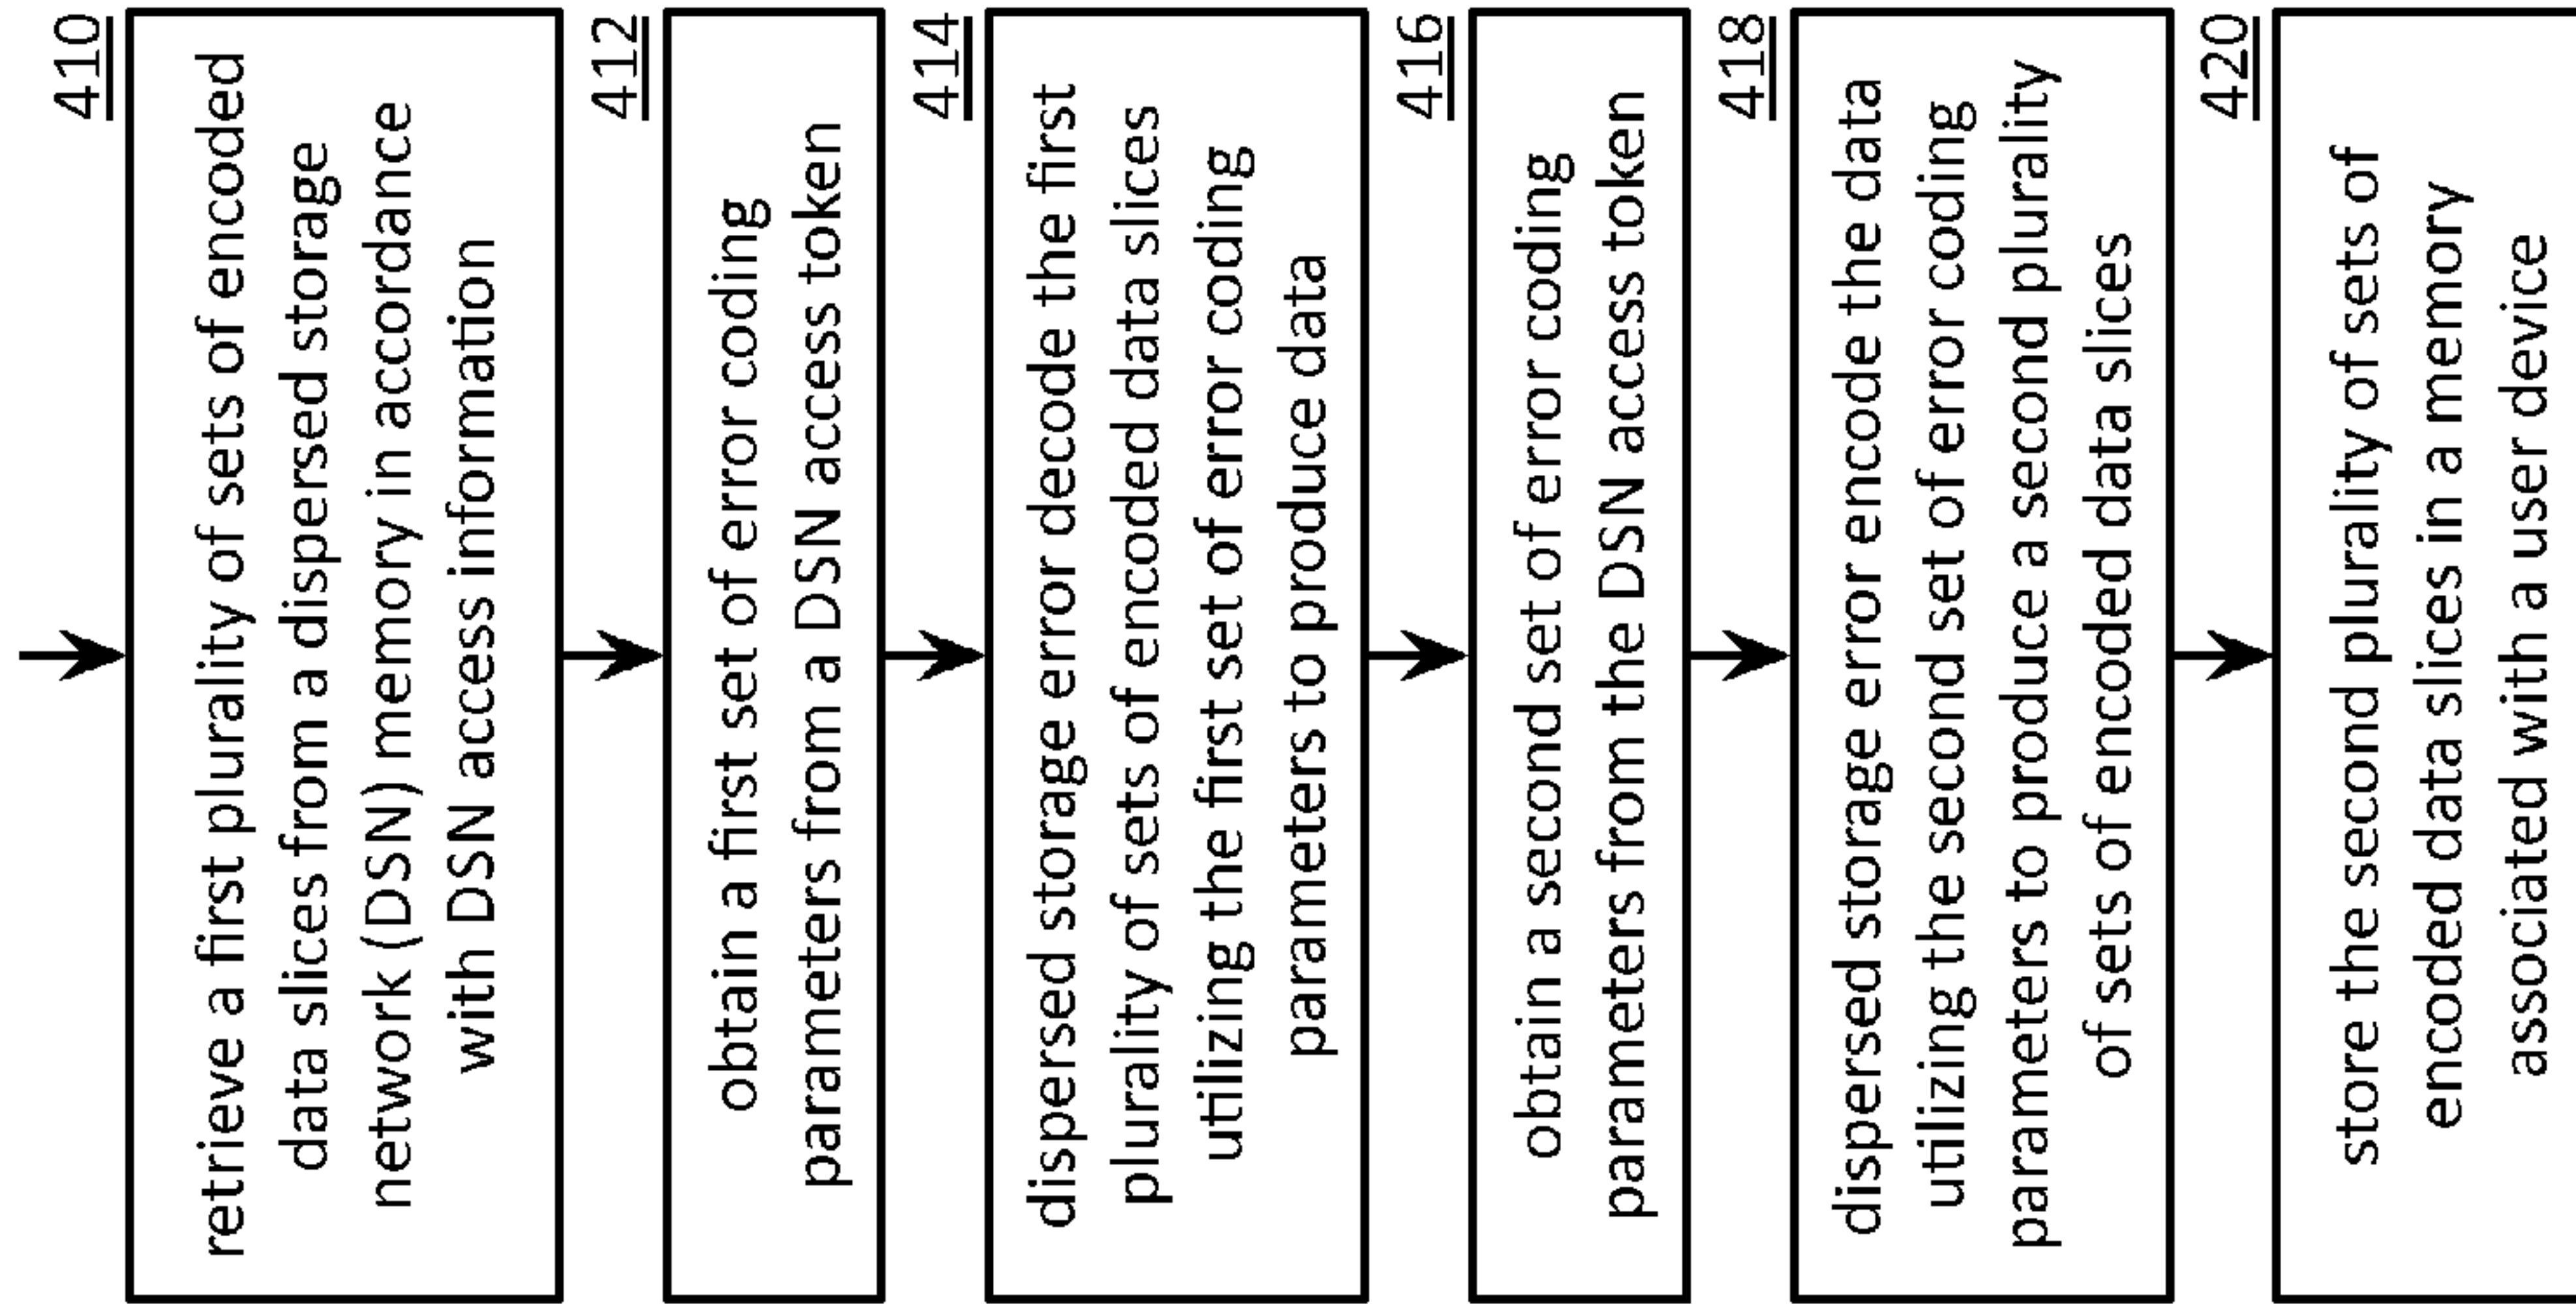 410
retrieve a first plurality of sets of encoded
data slices from a dispersed storage
network (DSN) memory in accordance
with DSN access information
412
obtain a first set of error coding
parameters from a DSN access token
414
dispersed storage error decode the first
plurality of sets of encoded data slices
utilizing the first set of error coding
parameters to produce data
416
obtain a second set of error coding
parameters from the DSN access token
418
dispersed storage error encode the data
utilizing the second set of error coding
parameters to produce a second plurality
of sets of encoded data slices
420
store the second plurality of sets of
encoded data slices in a memory
associated with a user device